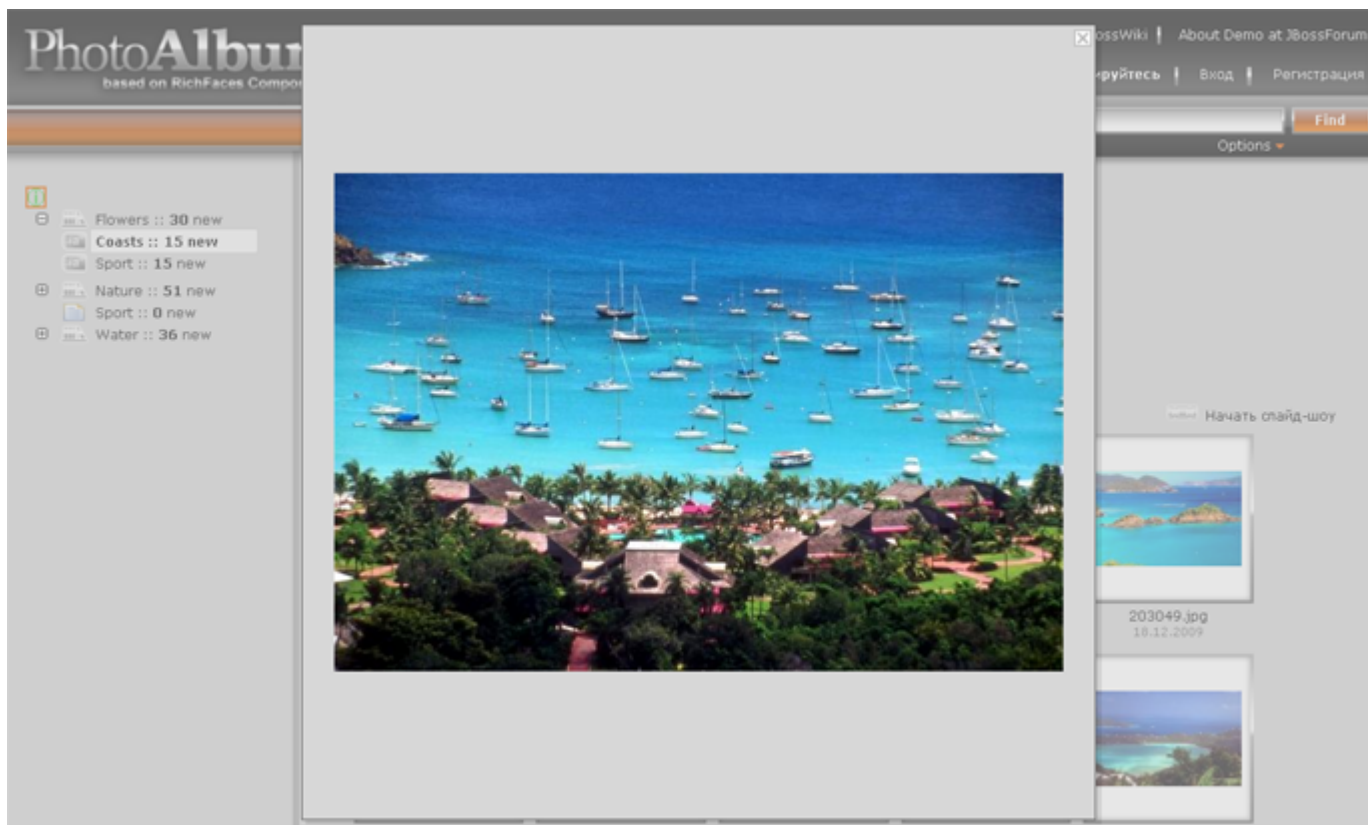 PhotoAlbu
based on RichFaces Compo
ossWiki
About Demo at JBossForum
ируйтесь
Вход
Регистрация
Find
Options
Flowers :: 30 new
Coasts :: 15 new
Sport :: 15 new
Nature :: 51 new
Sport :: 0 new
Water :: 36 new
Начать слайд-шоу
203049.jpg
18.12.2009